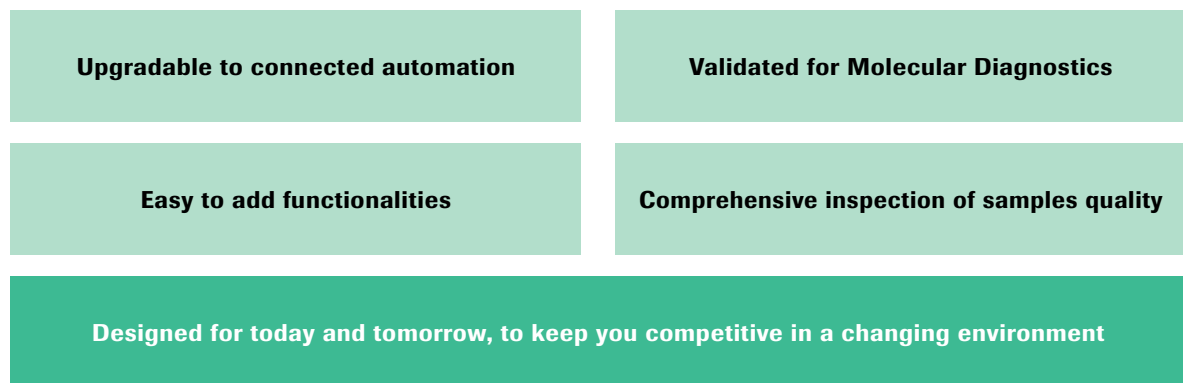 Upgradable to connected automation
Validated for Molecular Diagnostics
Easy to add functionalities
Comprehensive inspection of samples quality
Designed for today and tomorrow, to keep you competitive in a changing environment